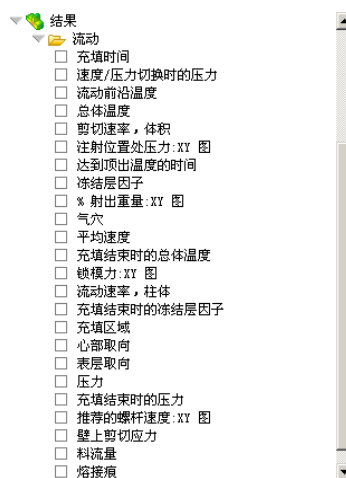 结果
流动
充填时间
速度/压力切换时的压力
流动前沿温度
总体温度
剪切速率，体积
注射位置处压力:XY 图
达到顶出温度的时间
冻结层因子
% 射出重量:XY 图
气穴
平均速度
充填结束时的总体温度
锁模力:XY 图
流动速率，柱体
充填结束时的冻结层因子
充填区域
心部取向
表层取向
压力
充填结束时的压力
推荐的螺杆速度:XY 图
壁上剪切应力
料流量
熔接痕